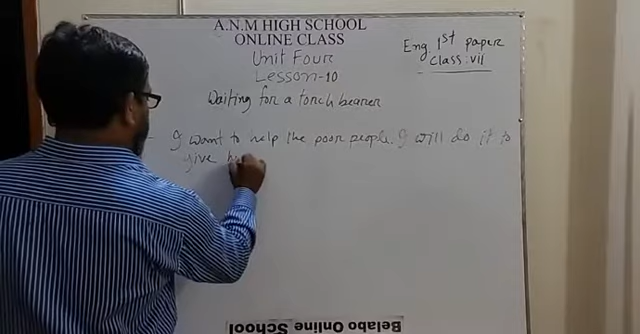 A.N.M HIGH SCHOOL
ONLINE CLASS
Unit Four
Lesson-10
Waiting for a torch bearer
Eng. 1st paper
Class: VII
I want to help the poor people. I will do it to
give
Belabo Online School